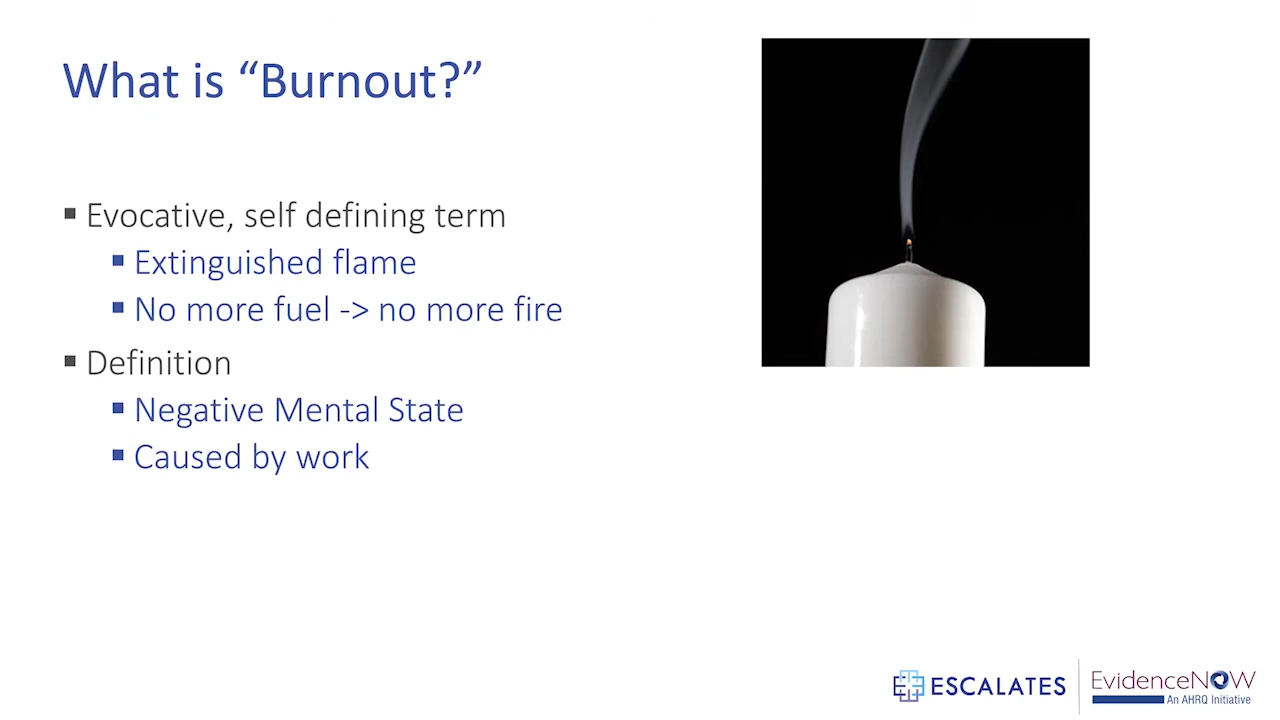 What is “Burnout?”
Evocative, self defining term
Extinguished flame
No more fuel -> no more fire
Definition
Negative Mental State
Caused by work
ESCALATES
EvidenceNOW
An AHRQ Initiative